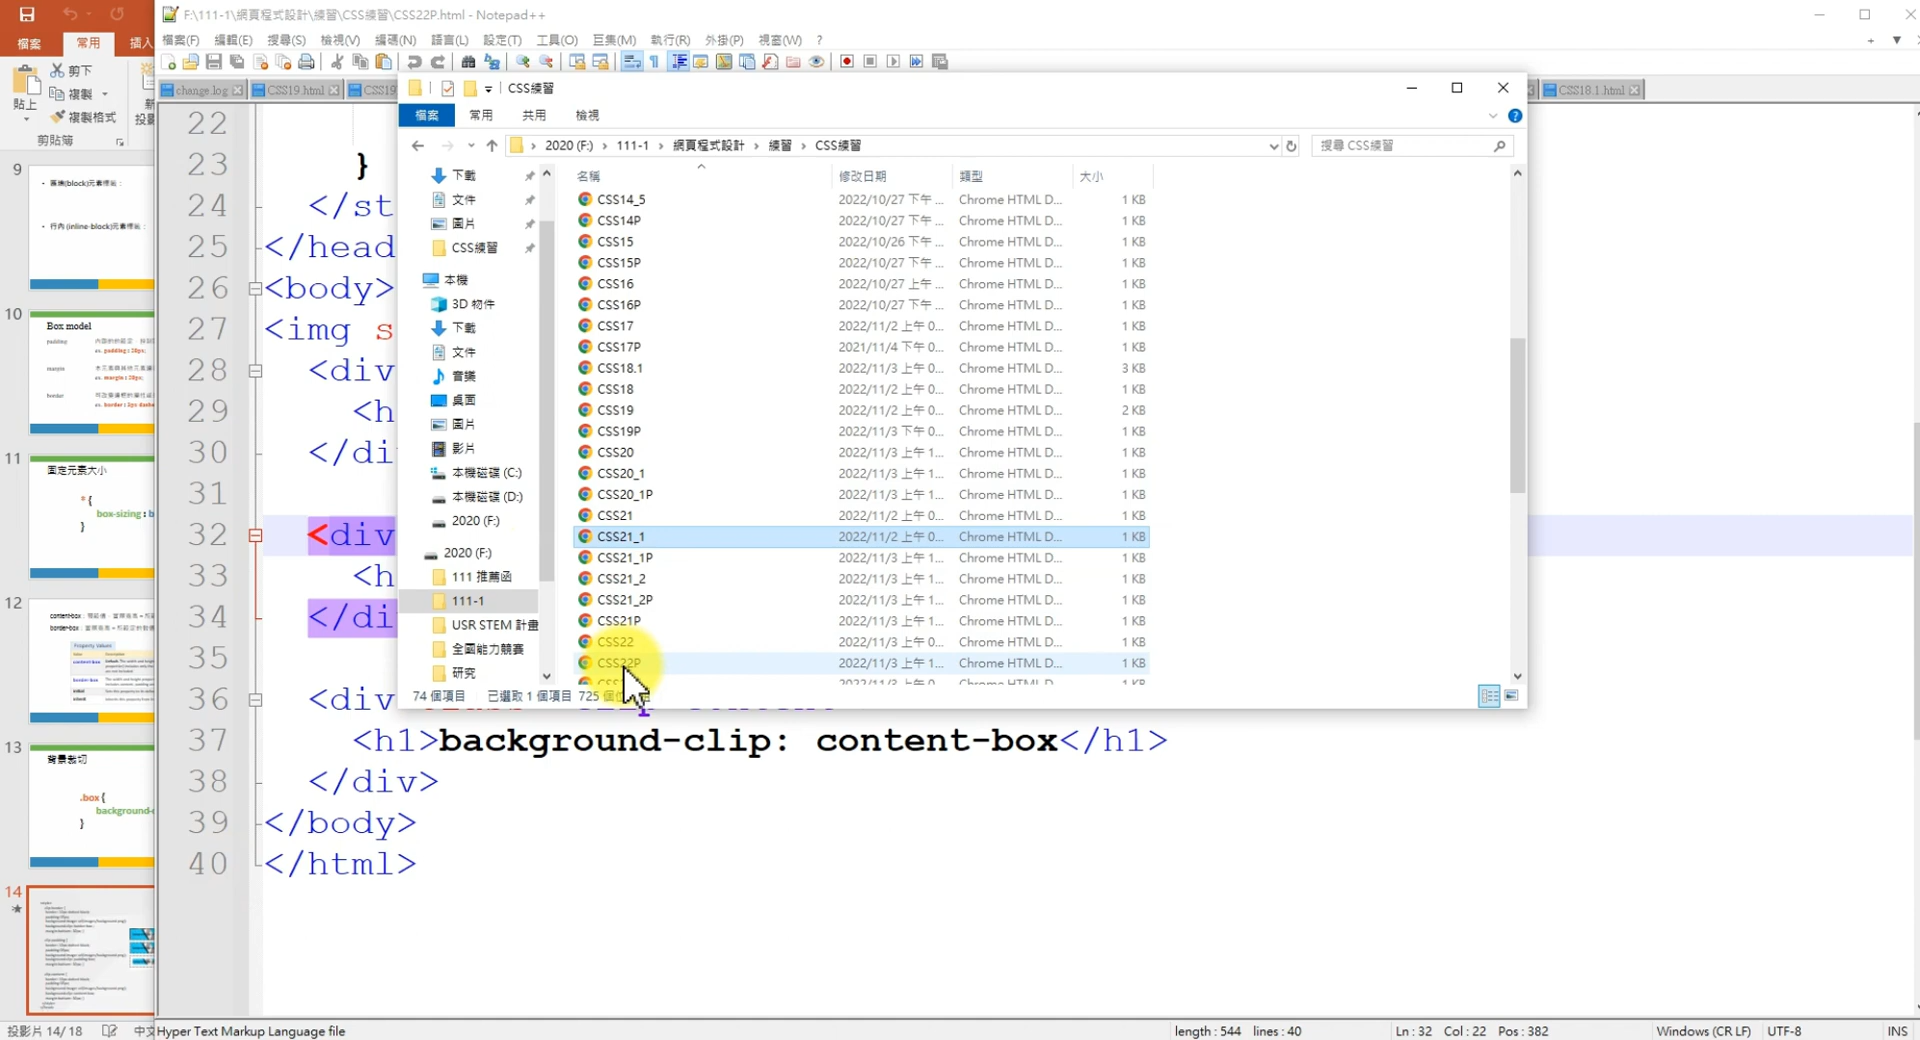 F:\111-1\網頁程式設計\練習\CSS練習\CSS22P.html - Notepad++
檔案 常用 插入
檔案(F) 編輯(E) 搜尋(S) 檢視(V) 編碼(N) 語言(L) 設定(T) 工具(O) 巨集(M) 執行(R) 外掛(P) 視窗(W) ?
剪下
複製
複製格式
貼上
剪貼簿
change.log CSS19.html CSS19 CSS18.1.html
CSS練習
檔案 常用 共用 檢視
2020 (F:) › 111-1 › 網頁程式設計 › 練習 › CSS練習
搜尋 CSS練習
名稱 修改日期 類型 大小
下載
文件
圖片
CSS練習
本機
3D 物件
下載
文件
音樂
桌面
圖片
影片
本機磁碟 (C:)
本機磁碟 (D:)
2020 (F:)
2020 (F:)
111 推薦函
111-1
USR STEM 計畫
全國能力競賽
研究
CSS14_5 2022/10/27 下午 ... Chrome HTML D... 1 KB
CSS14P 2022/10/27 下午 ... Chrome HTML D... 1 KB
CSS15 2022/10/26 下午 ... Chrome HTML D... 1 KB
CSS15P 2022/10/27 下午 ... Chrome HTML D... 1 KB
CSS16 2022/10/27 上午 ... Chrome HTML D... 1 KB
CSS16P 2022/10/27 下午 ... Chrome HTML D... 1 KB
CSS17 2022/11/2 上午 0... Chrome HTML D... 1 KB
CSS17P 2021/11/4 下午 0... Chrome HTML D... 1 KB
CSS18.1 2022/11/3 上午 0... Chrome HTML D... 3 KB
CSS18 2022/11/2 上午 0... Chrome HTML D... 1 KB
CSS19 2022/11/2 上午 0... Chrome HTML D... 2 KB
CSS19P 2022/11/3 下午 0... Chrome HTML D... 1 KB
CSS20 2022/11/3 上午 1... Chrome HTML D... 1 KB
CSS20_1 2022/11/3 上午 1... Chrome HTML D... 1 KB
CSS20_1P 2022/11/3 上午 1... Chrome HTML D... 1 KB
CSS21 2022/11/2 上午 0... Chrome HTML D... 1 KB
CSS21_1 2022/11/2 上午 0... Chrome HTML D... 1 KB
CSS21_1P 2022/11/3 上午 1... Chrome HTML D... 1 KB
CSS21_2 2022/11/3 上午 1... Chrome HTML D... 1 KB
CSS21_2P 2022/11/3 上午 1... Chrome HTML D... 1 KB
CSS21P 2022/11/3 上午 1... Chrome HTML D... 1 KB
CSS22 2022/11/3 上午 0... Chrome HTML D... 1 KB
CSS22P 2022/11/3 上午 1... Chrome HTML D... 1 KB
74 個項目 已選取 1 個項目 725 個
22
23 }
24 </st
25 </head
26 <body>
27 <img s
28 <div
29 <h
30 </di
31
32 <div
33 <h
34 </di
35
36 <div
37 <h1>background-clip: content-box</h1>
38 </div>
39 </body>
40 </html>
9
10
Box model
padding
margin
border
11
固定元素大小
* {
box-sizing : b
}
12
13
背景裁切
.box {
background-c
}
14
投影片 14/18 中文
Hyper Text Markup Language file length : 544 lines : 40 Ln : 32 Col : 22 Pos : 382 Windows (CR LF) UTF-8 INS